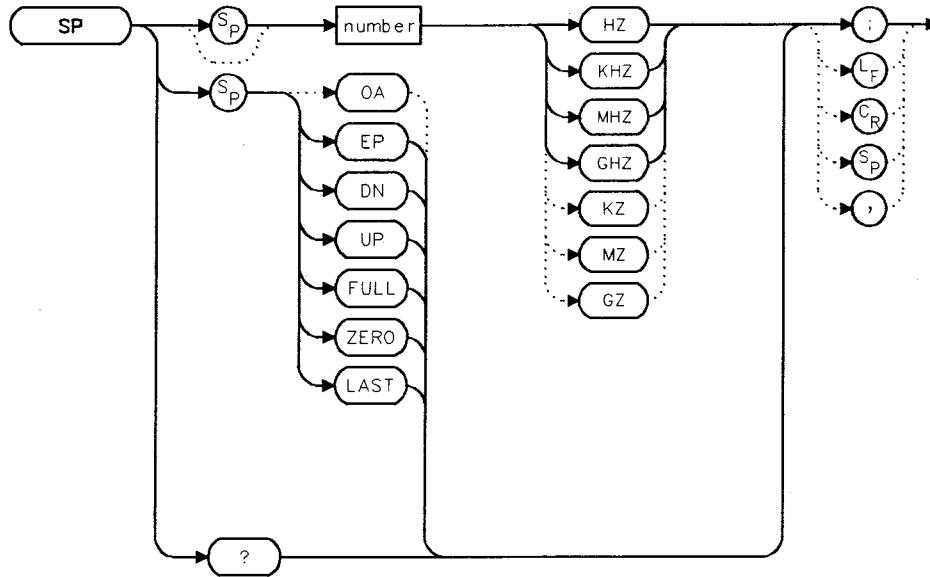 SP
SP
number
HZ
;
KHZ
LF
SP
OA
MHZ
CR
EP
GHZ
SP
DN
KZ
,
UP
MZ
FULL
GZ
ZERO
LAST
?